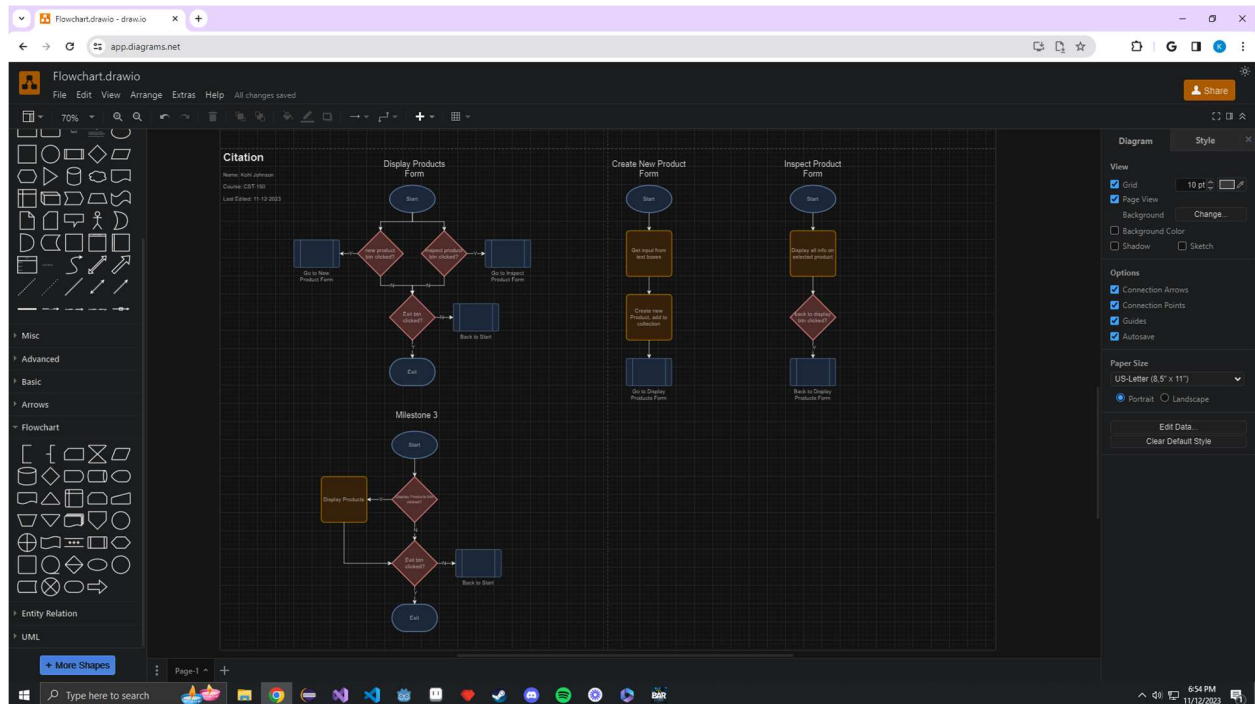 Flowchart.drawio - draw.io
app.diagrams.net
Flowchart.drawio
File Edit View Arrange Extras Help All changes saved
Share
70%
Citation
Name: Kohl Johnson
Course: CST-150
Last Edited: 11-12-2023
Display Products
Form
Start
new product
btn clicked?
Inspect product
btn clicked?
Y
Y
Go to New
Product Form
Go to Inspect
Product Form
N
N
Exit btn
clicked?
N
Back to Start
Y
Exit
Create New Product
Form
Start
Get input from
text boxes
Create new
Product, add to
collection
Go to Display
Products Form
Inspect Product
Form
Start
Display all info on
selected product
Back to display
btn clicked?
Y
Back to Display
Products Form
Milestone 3
Start
Display Products btn
clicked?
Y
Display Products
N
Exit btn
clicked?
N
Back to Start
Y
Exit
Misc
Advanced
Basic
Arrows
Flowchart
Entity Relation
UML
+ More Shapes
Page-1
Diagram
Style
View
Grid
10 pt
Page View
Background
Change...
Background Color
Shadow
Sketch
Options
Connection Arrows
Connection Points
Guides
Autosave
Paper Size
US-Letter (8,5" x 11")
Portrait
Landscape
Edit Data...
Clear Default Style
Type here to search
BAR
6:54 PM
11/12/2023